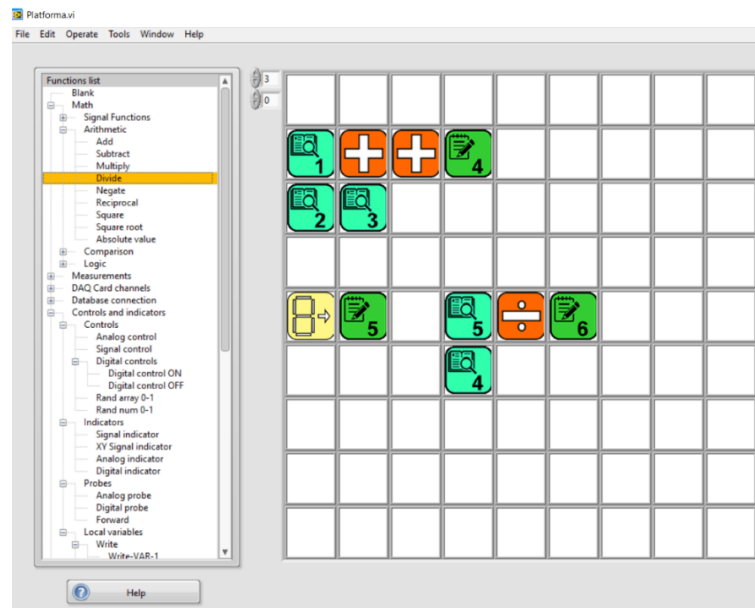 Platforma.vi
File Edit Operate Tools Window Help
Functions list
Blank
Math
Signal Functions
Arithmetic
Add
Subtract
Multiply
Divide
Negate
Reciprocal
Square
Square root
Absolute value
Comparison
Logic
Measurements
DAQ Card channels
Database connection
Controls and indicators
Controls
Analog control
Signal control
Digital controls
Digital control ON
Digital control OFF
Rand array 0-1
Rand num 0-1
Indicators
Signal indicator
XY Signal indicator
Analog indicator
Digital indicator
Probes
Analog probe
Digital probe
Forward
Local variables
Write
Write-VAR-1
Help
3
0
1 4
2 3
5 5 6
4